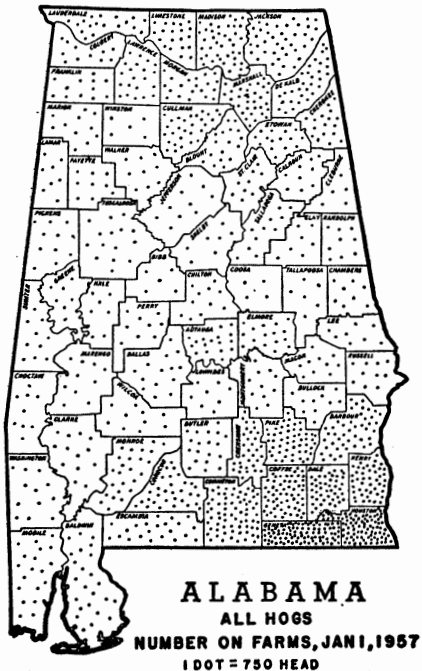 LAUDERDALE
LIMESTONE
MADISON
JACKSON
COLBERT
LAWRENCE
MORGAN
FRANKLIN
MARSHALL
DE KALB
CHEROKEE
MARION
WINSTON
CULLMAN
ETOWAH
LAMAR
WALKER
BLOUNT
FAYETTE
JEFFERSON
ST. CLAIR
CALHOUN
CLEBURNE
TUSCALOOSA
TALLADEGA
PICKENS
SHELBY
CLAY
RANDOLPH
BIBB
GREENE
HALE
CHILTON
COOSA
TALLAPOOSA
CHAMBERS
SUMTER
PERRY
AUTAUGA
ELMORE
LEE
MARENGO
DALLAS
LOWNDES
MACON
RUSSELL
CHOCTAW
WILCOX
BULLOCK
CLARKE
BUTLER
PIKE
BARBOUR
MONROE
WASHINGTON
CONECUH
COFFEE
DALE
HENRY
COVINGTON
ESCAMBIA
GENEVA
HOUSTON
MOBILE
BALDWIN
ALABAMA
ALL HOGS
NUMBER ON FARMS, JAN 1, 1957
1 DOT = 750 HEAD